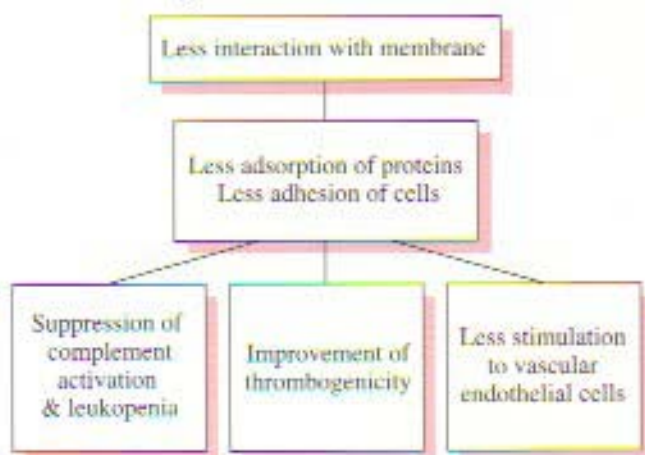 Less interaction with membrane
Less adsorption of proteins
Less adhesion of cells
Suppression of
complement
activation
& leukopenia
Improvement of
thrombogenicity
Less stimulation
to vascular
endothelial cells